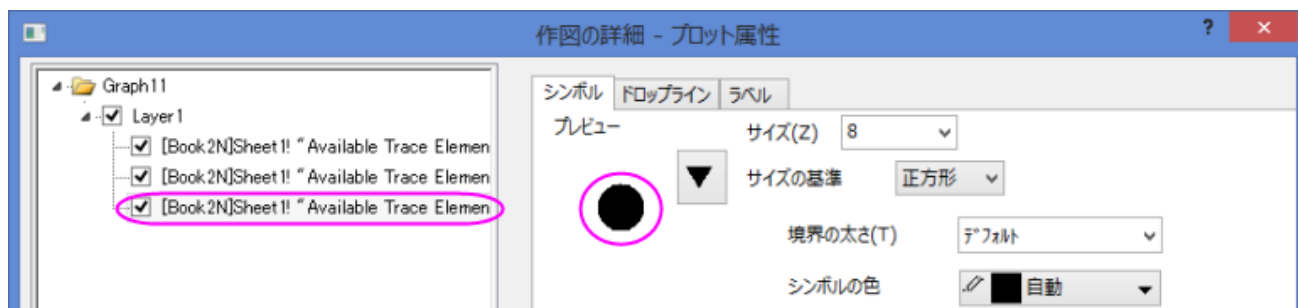 作図の詳細 - プロット属性
?
×
Graph11
Layer1
[Book2N]Sheet1! "Available Trace Elemen
[Book2N]Sheet1! "Available Trace Elemen
[Book2N]Sheet1! "Available Trace Elemen
シンボル ドロップライン ラベル
プレビュー
サイズ(Z) 8
サイズの基準 正方形
境界の太さ(T) デフォルト
シンボルの色 自動